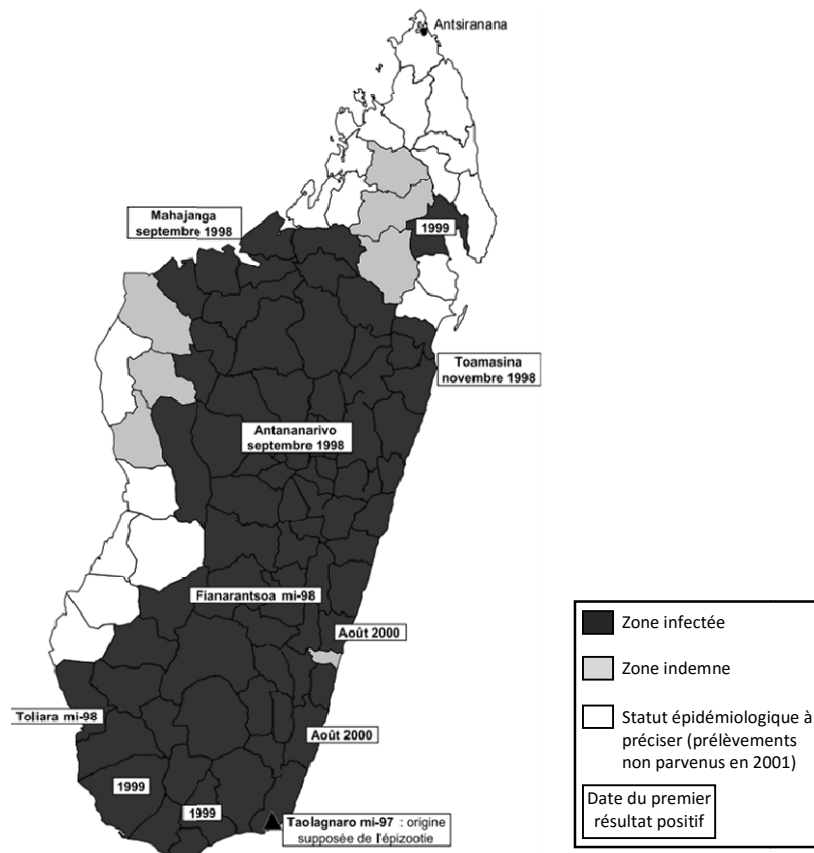 Antsiranana
Mahajanga
septembre 1998
1999
Toamasina
novembre 1998
Antananarivo
septembre 1998
Fianarantsoa mi-98
Août 2000
Toliara mi-98
Août 2000
1999
1999
Taolagnaro mi-97 : origine
supposée de l'épizootie
Zone infectée
Zone indemne
Statut épidémiologique à
préciser (prélèvements
non parvenus en 2001)
Date du premier
résultat positif